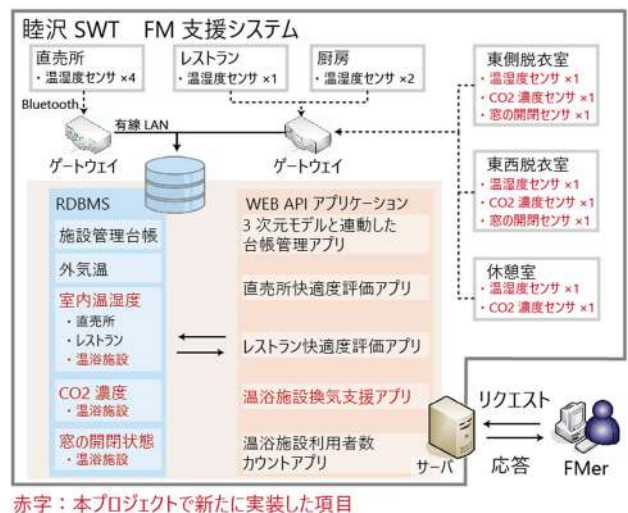 睦沢 SWT FM 支援システム
直売所
・温湿度センサ ×4
レストラン
・温湿度センサ ×1
厨房
・温湿度センサ ×2
東側脱衣室
・温湿度センサ ×1
・CO2 濃度センサ ×1
・窓の開閉センサ ×1
Bluetooth
有線 LAN
ゲートウェイ
ゲートウェイ
東西脱衣室
・温湿度センサ ×1
・CO2 濃度センサ ×1
・窓の開閉センサ ×1
休憩室
・温湿度センサ ×1
・CO2 濃度センサ ×1
RDBMS
施設管理台帳
外気温
室内温湿度
・直売所
・レストラン
・温浴施設
CO2 濃度
・温浴施設
窓の開閉状態
・温浴施設
WEB API アプリケーション
3 次元モデルと連動した
台帳管理アプリ
直売所快適度評価アプリ
レストラン快適度評価アプリ
温浴施設換気支援アプリ
温浴施設利用者数
カウントアプリ
サーバ
リクエスト
応答
FMer
赤字：本プロジェクトで新たに実装した項目